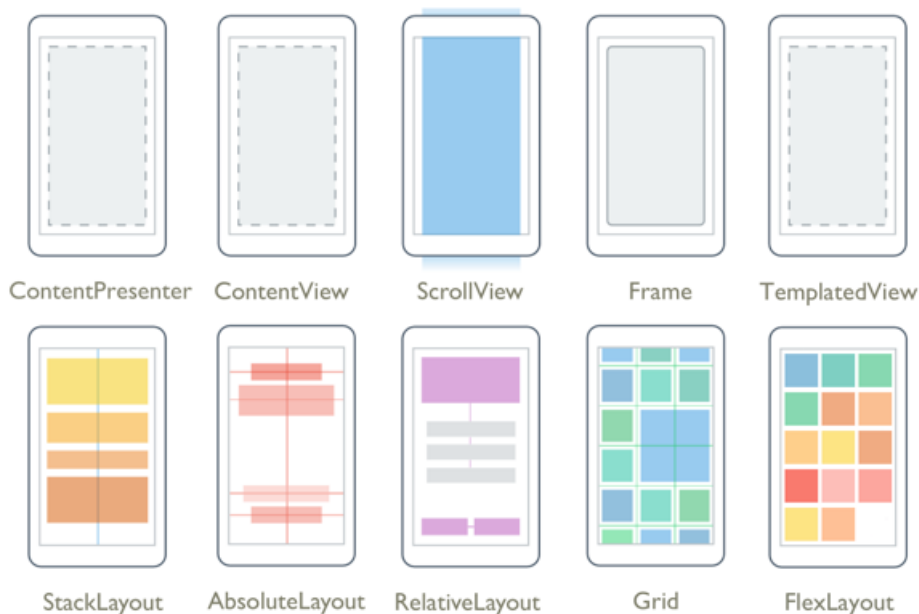 ContentPresenter ContentView ScrollView Frame TemplatedView
StackLayout AbsoluteLayout RelativeLayout Grid FlexLayout